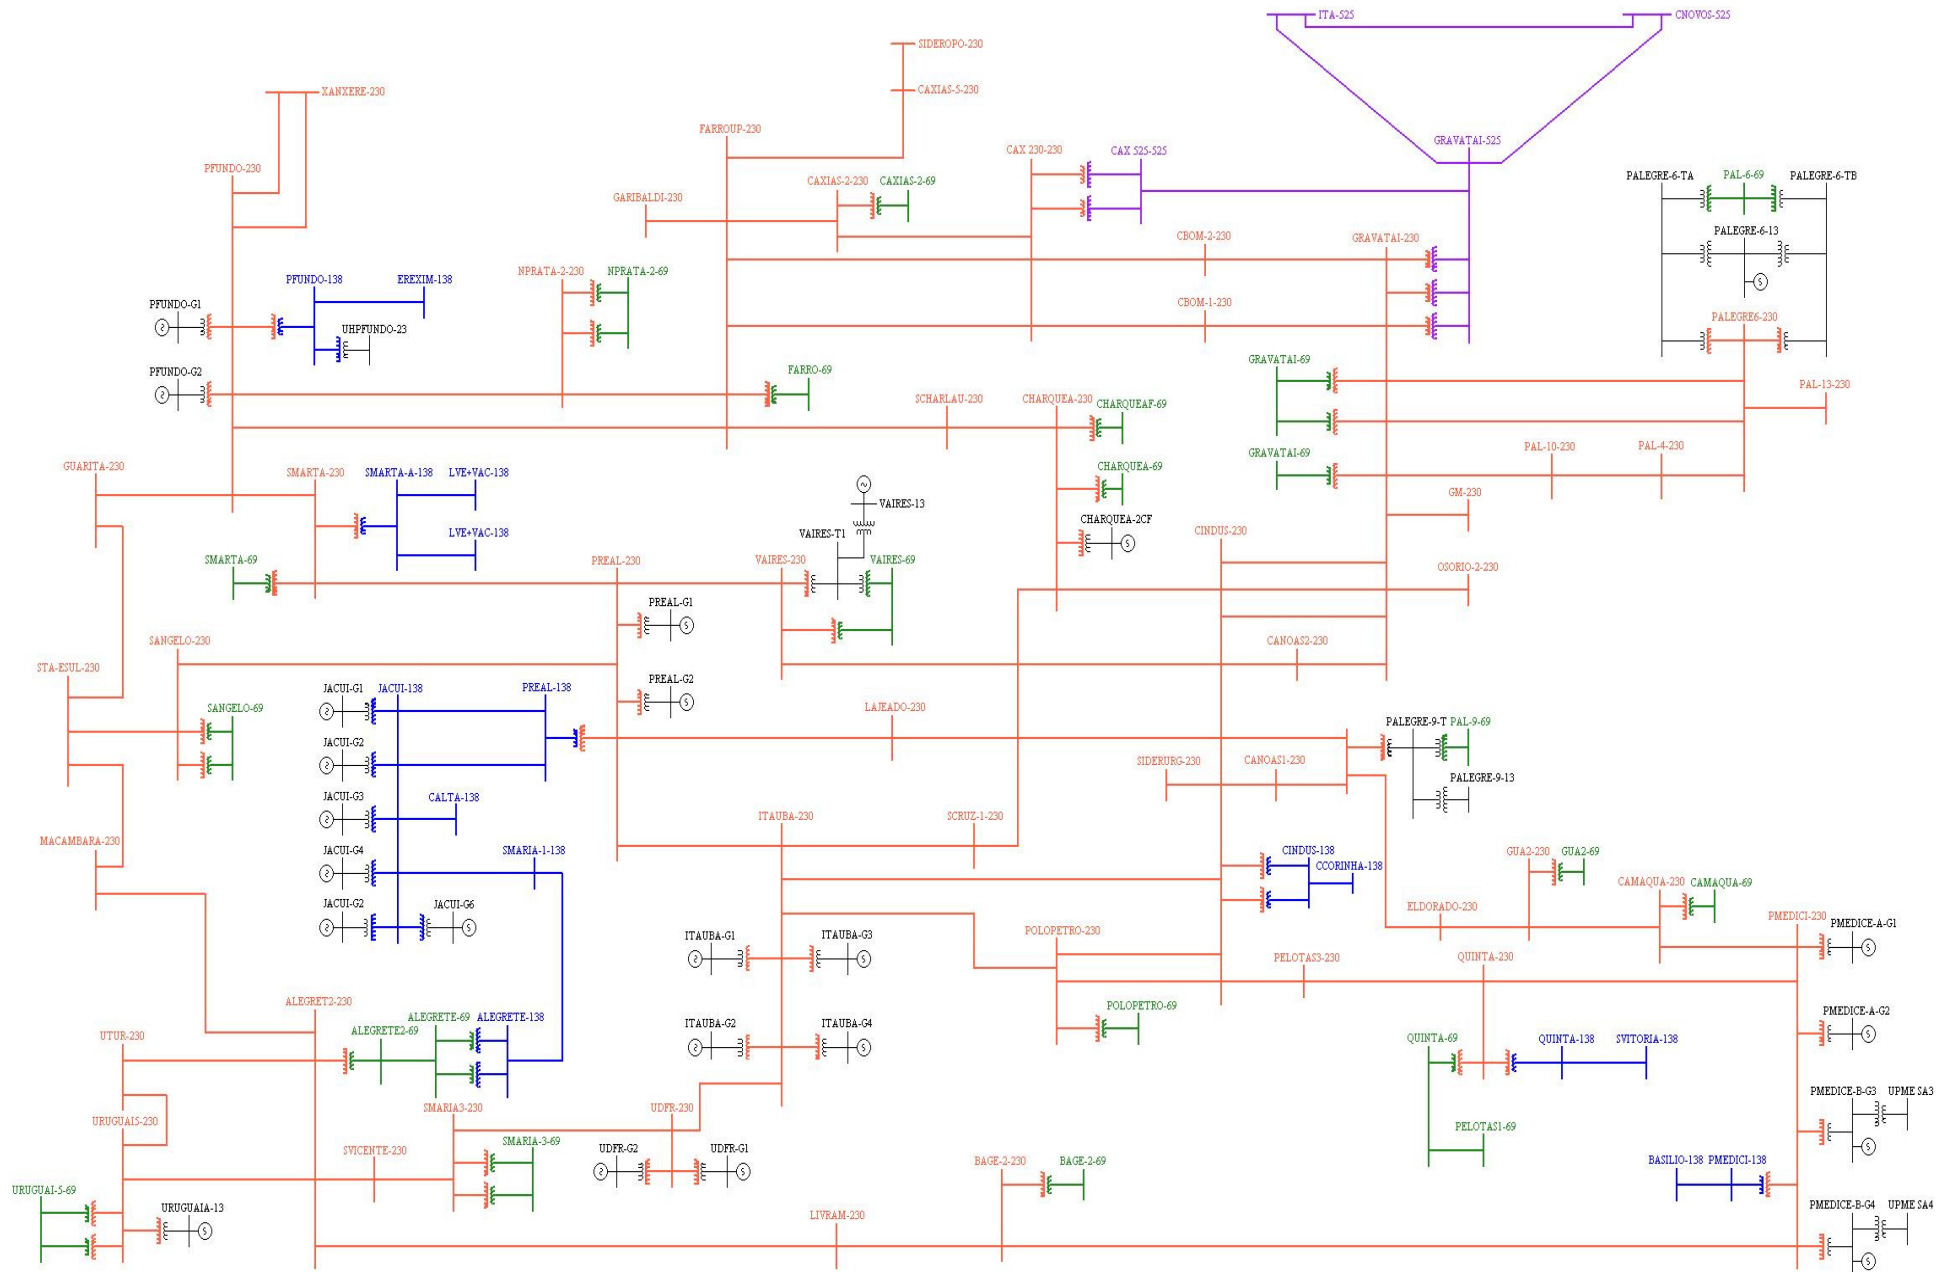 ITA-525
CNOVOS-525
SIDEROPO-230
XANXERE-230
CAXIAS-5-230
FARROUP-230
GRAVATAI-525
CAX 230-230
CAX 525-525
PFUNDO-230
CAXIAS-2-230
CAXIAS-2-69
PALEGRE-6-TA
PAL-6-69
PALEGRE-6-TB
GARIBALDI-230
CBOM-2-230
GRAVATAI-230
PALEGRE-6-13
NPRATA-2-230
NPRATA-2-69
PFUNDO-138
EREXIM-138
PFUNDO-G1
CBOM-1-230
UHPFUNDO-23
PALEGRE6-230
GRAVATAI-69
PFUNDO-G2
FARRO-69
PAL-13-230
SCHARLAU-230
CHARQUEA-230
CHARQUEAF-69
PAL-10-230
PAL-4-230
GRAVATAI-69
GUARITA-230
SMARTA-230
SMARTA-A-138
LVE+VAC-138
CHARQUEA-69
GM-230
VAIRES-13
CHARQUEA-2CF
LVE+VAC-138
VAIRES-T1
CINDUS-230
SMARTA-69
PREAL-230
VAIRES-230
VAIRES-69
OSORIO-2-230
PREAL-G1
SANGELO-230
CANOAS2-230
STA-ESUL-230
PREAL-G2
JACUI-G1
JACUI-138
PREAL-138
SANGELO-69
LAJEADO-230
PALEGRE-9-T
PAL-9-69
JACUI-G2
SIDERURG-230
CANOAS1-230
PALEGRE-9-13
JACUI-G3
CALTA-138
ITAUBA-230
SCRUZ-1-230
MACAMBARA-230
JACUI-G4
SMARIA-1-138
CINDUS-138
GUA2-230
GUA2-69
CCORINHA-138
CAMAQUA-230
CAMAQUA-69
JACUI-G2
JACUI-G6
ELDORADO-230
PMEDICI-230
PMEDICE-A-G1
ITAUBA-G1
ITAUBA-G3
POLOPETRO-230
PELOTAS3-230
QUINTA-230
ALEGRET2-230
POLOPETRO-69
PMEDICE-A-G2
ALEGRETE-69
ALEGRETE-138
ITAUBA-G2
ITAUBA-G4
ALEGRETE2-69
UTUR-230
QUINTA-69
QUINTA-138
SVITORIA-138
PMEDICE-B-G3
UPME SA3
SMARIA3-230
UDFR-230
URUGUAI5-230
PELOTAS1-69
SMARIA-3-69
SVICENTE-230
UDFR-G2
UDFR-G1
BAGE-2-230
BAGE-2-69
BASILIO-138
PMEDICI-138
URUGUAI-5-69
URUGUAIA-13
LIVRAM-230
PMEDICE-B-G4
UPME SA4